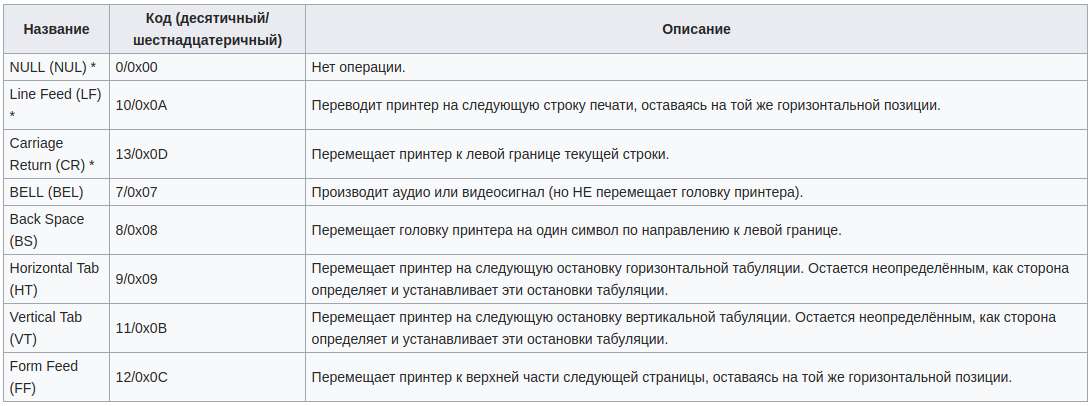 Название
Код (десятичный/
шестнадцатеричный)
Описание
NULL (NUL) *
0/0x00
Нет операции.
Line Feed (LF)
*
10/0x0A
Переводит принтер на следующую строку печати, оставаясь на той же горизонтальной позиции.
Carriage
Return (CR) *
13/0x0D
Перемещает принтер к левой границе текущей строки.
BELL (BEL)
7/0x07
Производит аудио или видеосигнал (но НЕ перемещает головку принтера).
Back Space
(BS)
8/0x08
Перемещает головку принтера на один символ по направлению к левой границе.
Horizontal Tab
(HT)
9/0x09
Перемещает принтер на следующую остановку горизонтальной табуляции. Остается неопределённым, как сторона
определяет и устанавливает эти остановки табуляции.
Vertical Tab
(VT)
11/0x0B
Перемещает принтер на следующую остановку вертикальной табуляции. Остается неопределённым, как сторона
определяет и устанавливает эти остановки табуляции.
Form Feed
(FF)
12/0x0C
Перемещает принтер к верхней части следующей страницы, оставаясь на той же горизонтальной позиции.